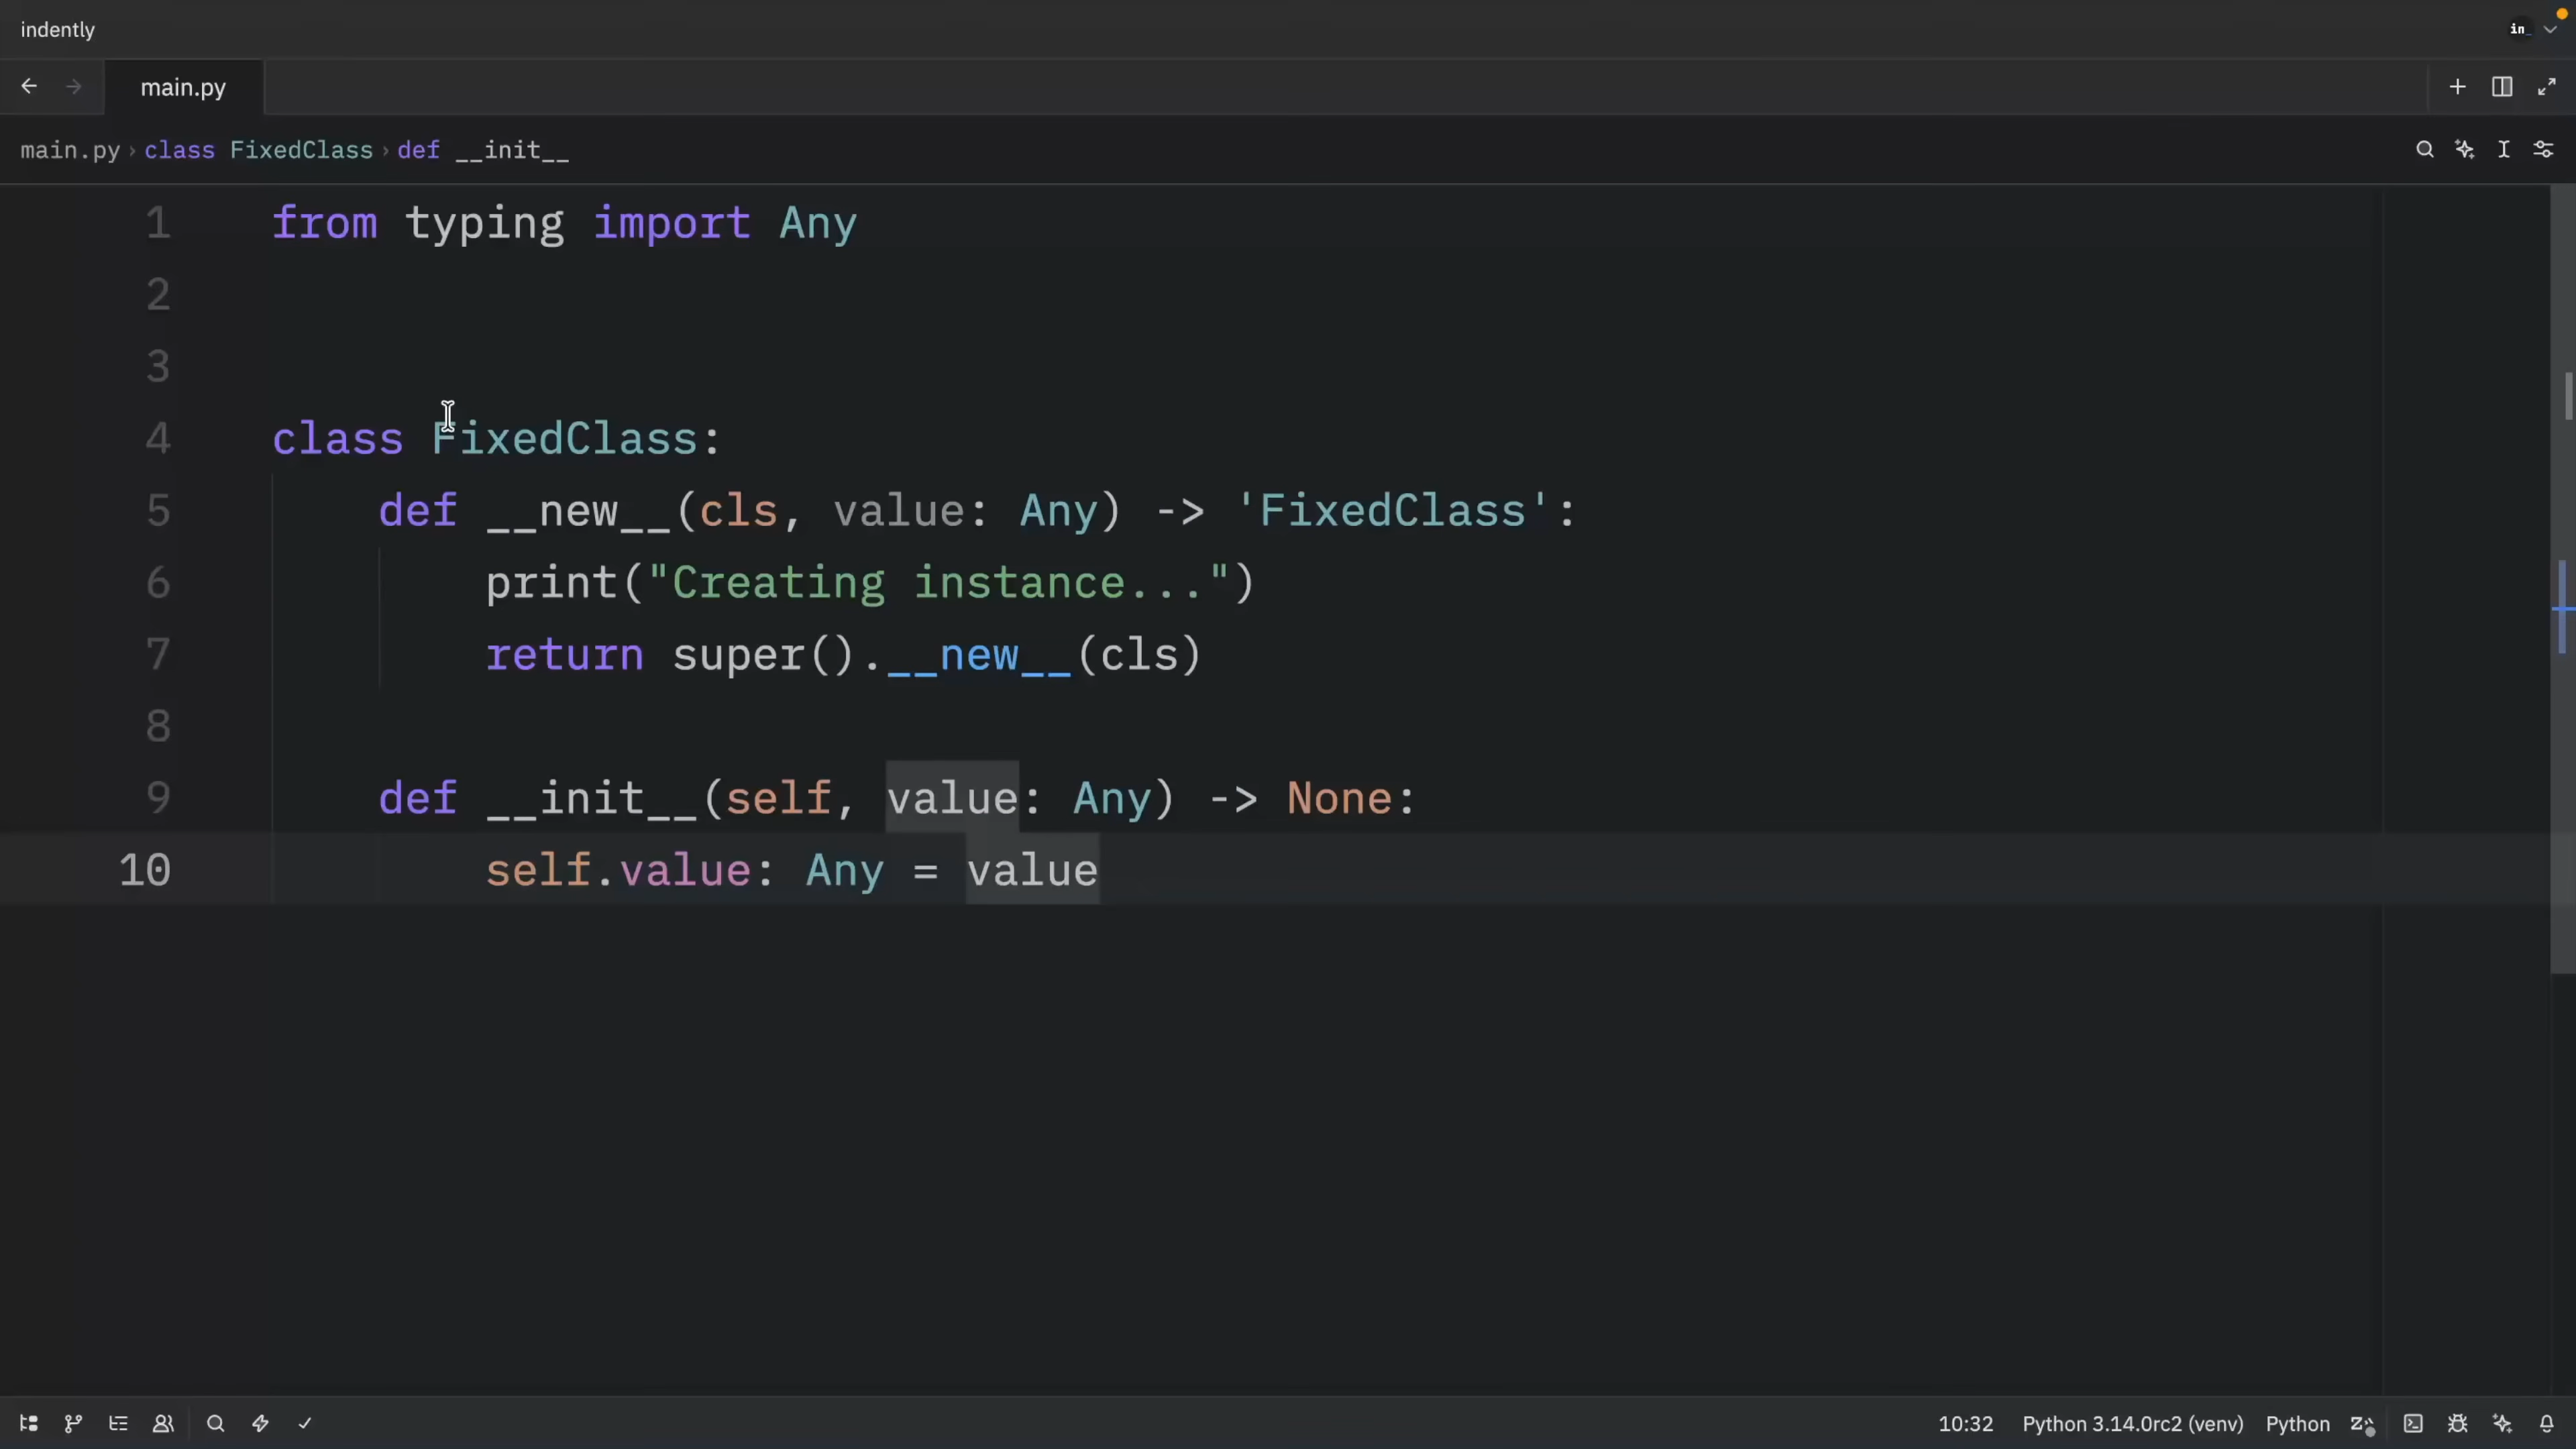 indently
in_
main.py
main.py › class FixedClass › def __init__
1 from typing import Any
2
3
4 class FixedClass:
5 def __new__(cls, value: Any) -> 'FixedClass':
6 print("Creating instance...")
7 return super().__new__(cls)
8
9 def __init__(self, value: Any) -> None:
10 self.value: Any = value
10:32 Python 3.14.0rc2 (venv) Python